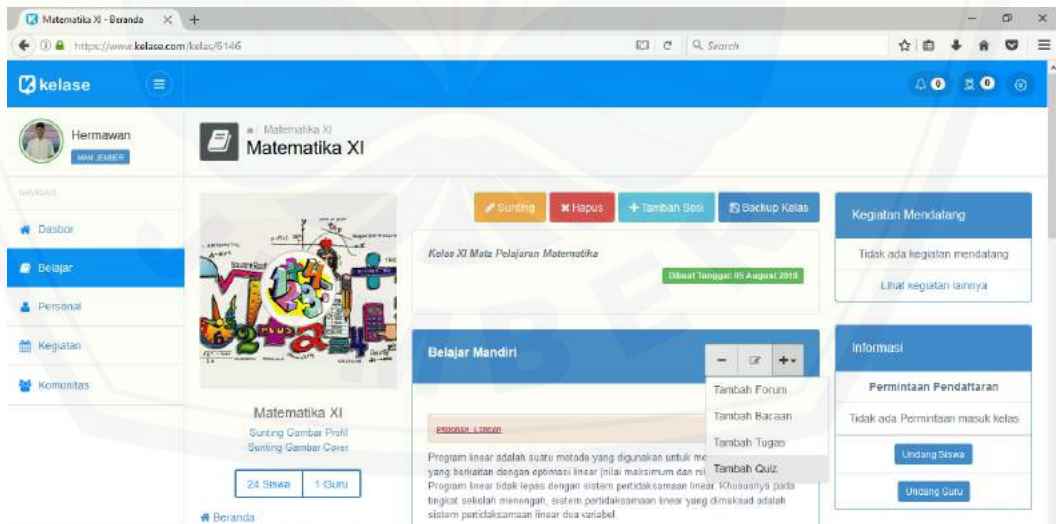 Matematika XI - Beranda
https://www.kelase.com/kelas/6146
Search
kelase
0
0
Hermawan
MAN JEMBER
NAVIGASI
Dasbor
Belajar
Personal
Kegiatan
Komunitas
/ Matematika XI
Matematika XI
Matematika XI
Sunting Gambar Profil
Sunting Gambar Cover
24 Siswa
1 Guru
Beranda
Sunting
Hapus
Tambah Sesi
Backup Kelas
Kelas XI Mata Pelajaran Matematika
Dibuat Tanggal: 05 August 2018
Belajar Mandiri
Tambah Forum
Tambah Bacaan
Tambah Tugas
Tambah Quiz
PROGRAM LINEAR
Program linear adalah suatu metode yang digunakan untuk
yang berkaitan dengan optimasi linear (nilai maksimum dan
Program linear tidak lepas dengan sistem pertidaksamaan linear. Khususnya pada
tingkat sekolah menengah, sistem pertidaksamaan linear yang dimaksud adalah
sistem pertidaksamaan linear dua variabel.
Kegiatan Mendatang
Tidak ada kegiatan mendatang
Lihat kegiatan lainnya
Informasi
Permintaan Pendaftaran
Tidak ada Permintaan masuk kelas
Undang Siswa
Undang Guru